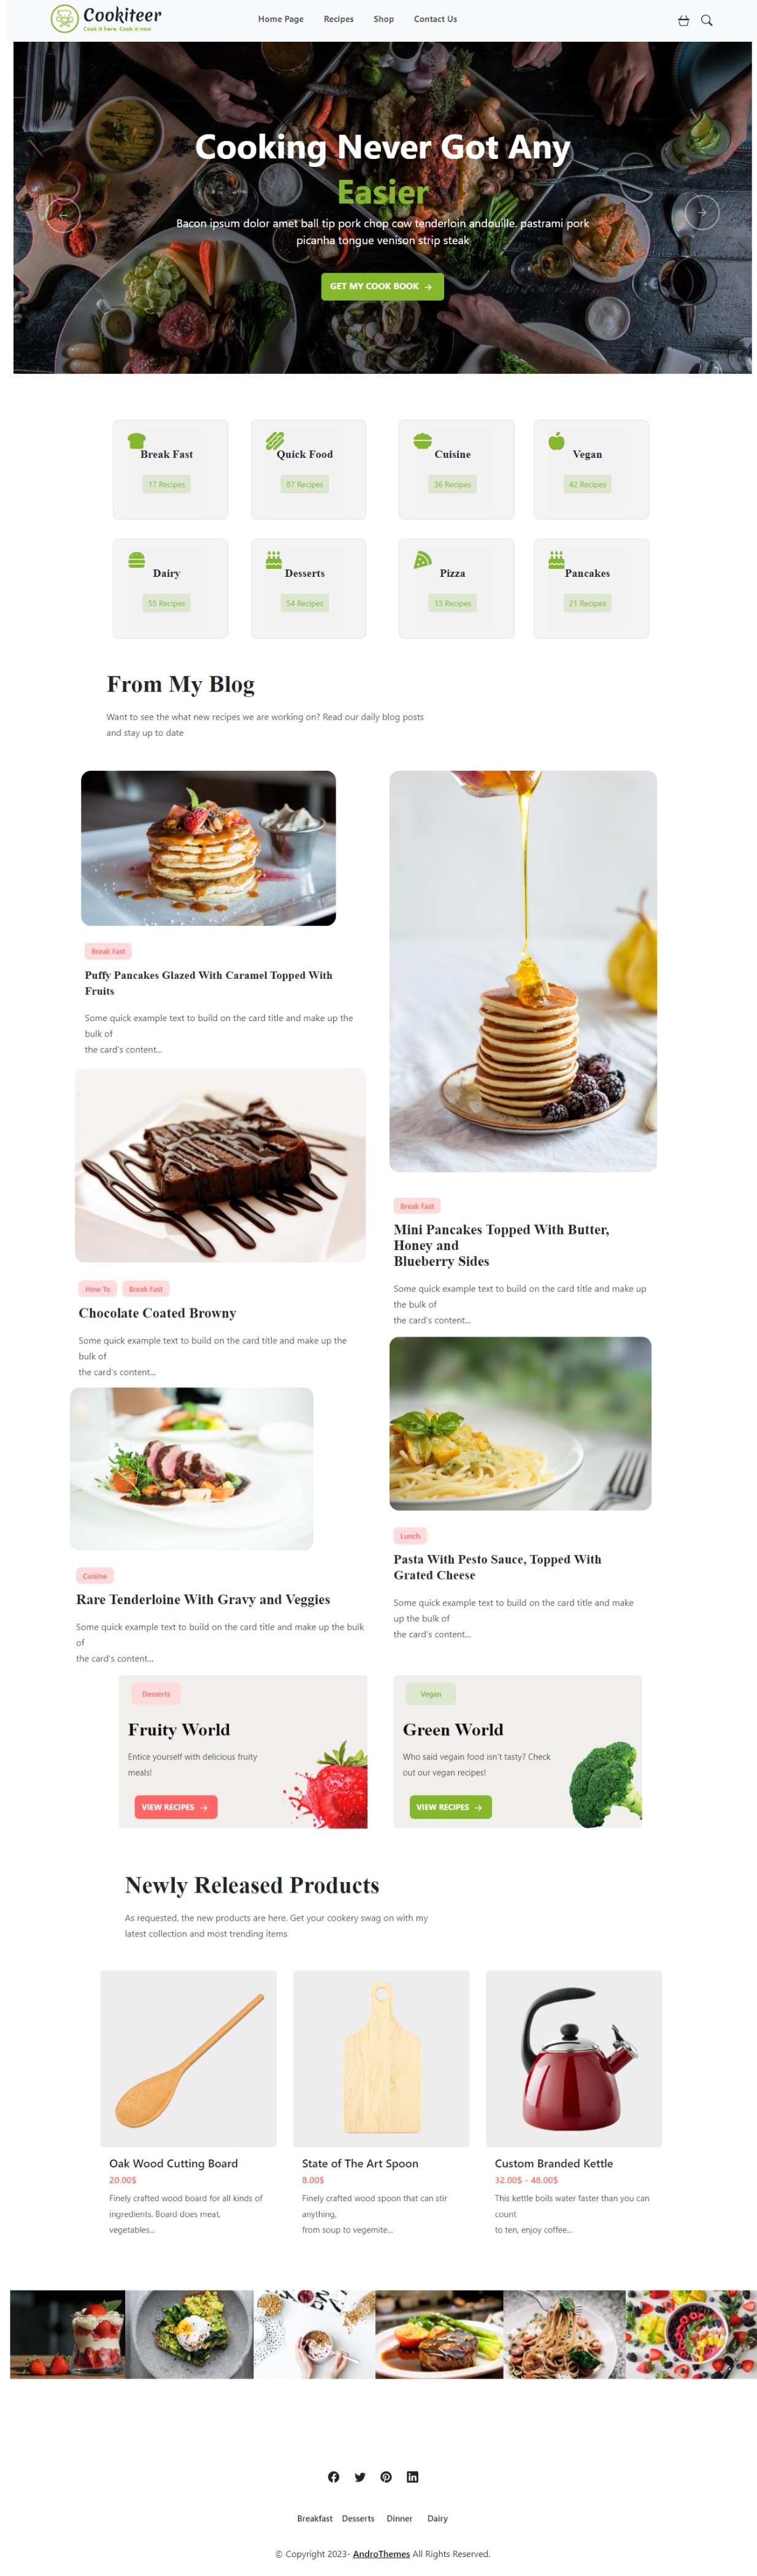 Cookiteer
Cook it here. Cook it now
Home Page Recipes Shop Contact Us
Cooking Never Got Any
Easier
Bacon ipsum dolor amet ball tip pork chop cow tenderloin andouille. pastrami pork
picanha tongue venison strip steak
GET MY COOK BOOK →
Break Fast
17 Recipes
Quick Food
87 Recipes
Cuisine
36 Recipes
Vegan
42 Recipes
Dairy
55 Recipes
Desserts
54 Recipes
Pizza
13 Recipes
Pancakes
21 Recipes
From My Blog
Want to see the what new recipes we are working on? Read our daily blog posts
and stay up to date
Break Fast
Puffy Pancakes Glazed With Caramel Topped With
Fruits
Some quick example text to build on the card title and make up the
bulk of
the card's content...
How To Break Fast
Chocolate Coated Browny
Some quick example text to build on the card title and make up the
bulk of
the card's content...
Cuisine
Rare Tenderloine With Gravy and Veggies
Some quick example text to build on the card title and make up the bulk
of
the card's content...
Break Fast
Mini Pancakes Topped With Butter,
Honey and
Blueberry Sides
Some quick example text to build on the card title and make up
the bulk of
the card's content...
Lunch
Pasta With Pesto Sauce, Topped With
Grated Cheese
Some quick example text to build on the card title and make
up the bulk of
the card's content...
Desserts
Fruity World
Entice yourself with delicious fruity
meals!
VIEW RECIPES →
Vegan
Green World
Who said vegain food isn't tasty? Check
out our vegan recipes!
VIEW RECIPES →
Newly Released Products
As requested, the new products are here. Get your cookery swag on with my
latest collection and most trending items
Oak Wood Cutting Board
20.00$
Finely crafted wood board for all kinds of
ingredients. Board does meat,
vegetables...
State of The Art Spoon
8.00$
Finely crafted wood spoon that can stir
anything,
from soup to vegemite...
Custom Branded Kettle
32.00$ - 48.00$
This kettle boils water faster than you can
count
to ten, enjoy coffee...
Breakfast Desserts Dinner Dairy
© Copyright 2023- AndroThemes All Rights Reserved.